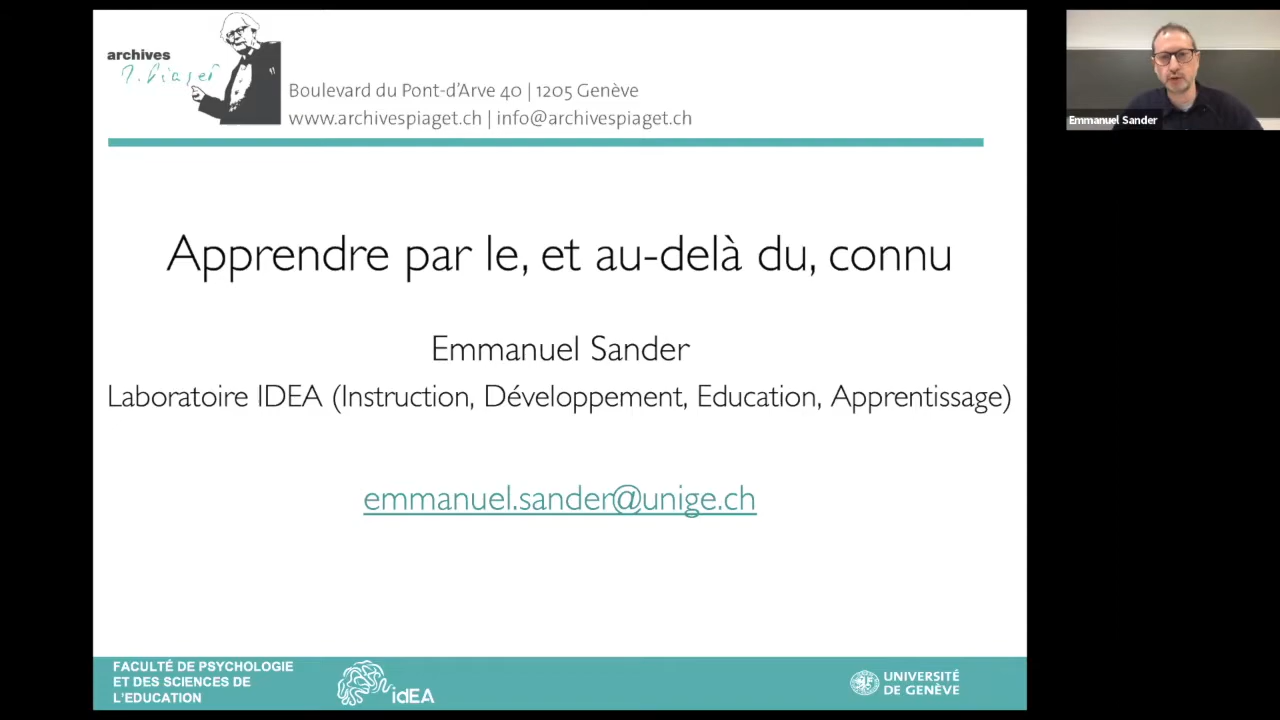 archives
J. Piaget
Boulevard du Pont-d'Arve 40 | 1205 Genève
www.archivespiaget.ch | info@archivespiaget.ch
Emmanuel Sander
Apprendre par le, et au-delà du, connu
Emmanuel Sander
Laboratoire IDEA (Instruction, Développement, Education, Apprentissage)
emmanuel.sander@unige.ch
FACULTÉ DE PSYCHOLOGIE
ET DES SCIENCES DE
L'EDUCATION
idEA
UNIVERSITÉ
DE GENÈVE